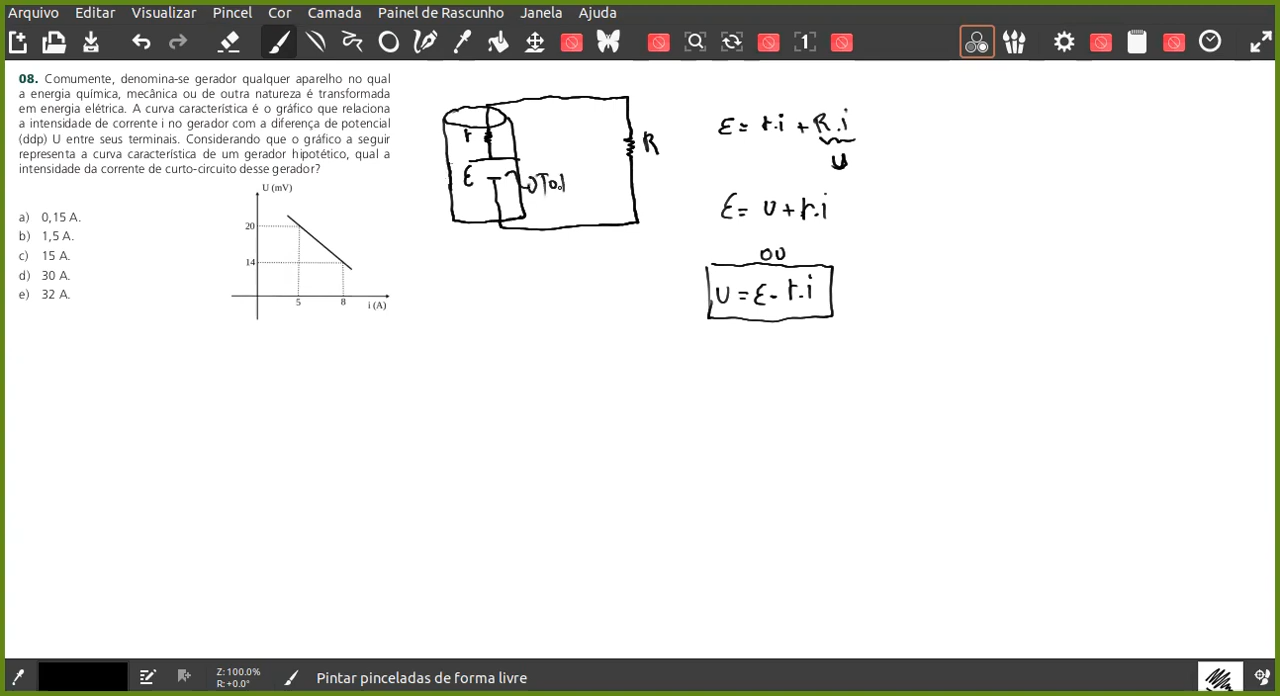 Arquivo Editar Visualizar Pincel Cor Camada Painel de Rascunho Janela Ajuda
1
08. Comumente, denomina-se gerador qualquer aparelho no qual
a energia química, mecânica ou de outra natureza é transformada
em energia elétrica. A curva característica é o gráfico que relaciona
a intensidade de corrente i no gerador com a diferença de potencial
(ddp) U entre seus terminais. Considerando que o gráfico a seguir
representa a curva característica de um gerador hipotético, qual a
intensidade da corrente de curto-circuito desse gerador?
a) 0,15 A.
b) 1,5 A.
c) 15 A.
d) 30 A.
e) 32 A.
U (mV)
20
14
5 8 i (A)
r
ε
R
ε = r.i + R.i
U
ε = U + r.i
OU
U = ε - r.i
Z: 100.0%
R: +0.0°
Pintar pinceladas de forma livre